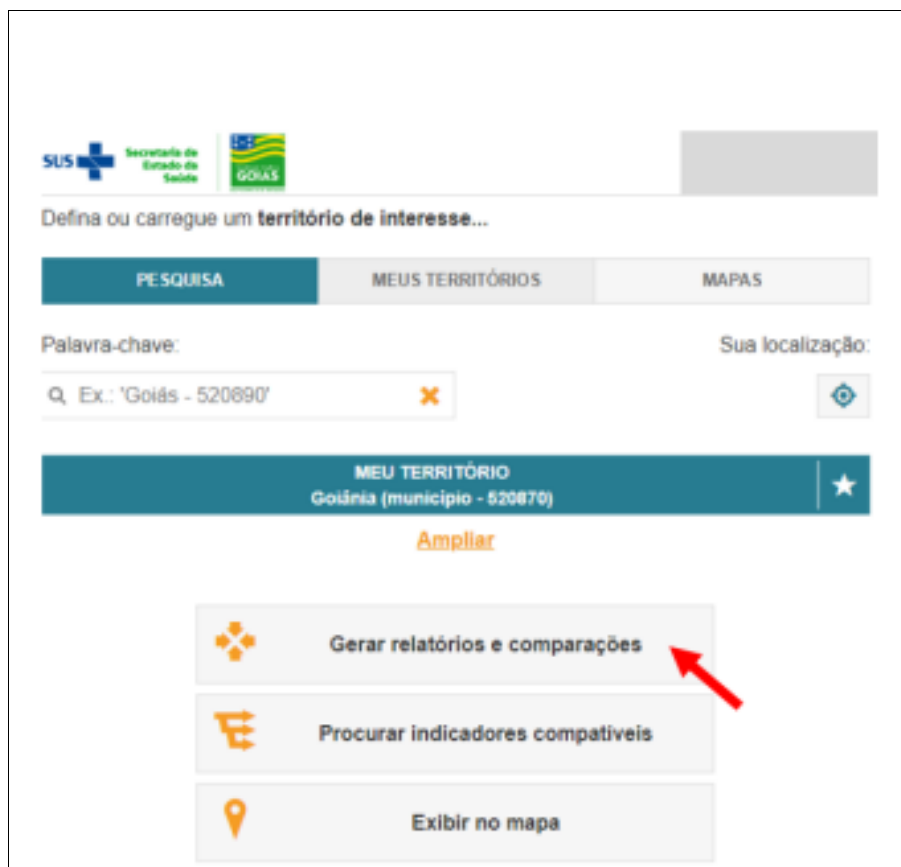 SUS
Secretaria de
Estado da
Saúde
GOIÁS
Defina ou carregue um território de interesse...
PESQUISA
MEUS TERRITÓRIOS
MAPAS
Palavra-chave:
Sua localização:
Ex.: 'Goiás - 520890'
MEU TERRITÓRIO
Goiânia (município - 520870)
Ampliar
Gerar relatórios e comparações
Procurar indicadores compatíveis
Exibir no mapa